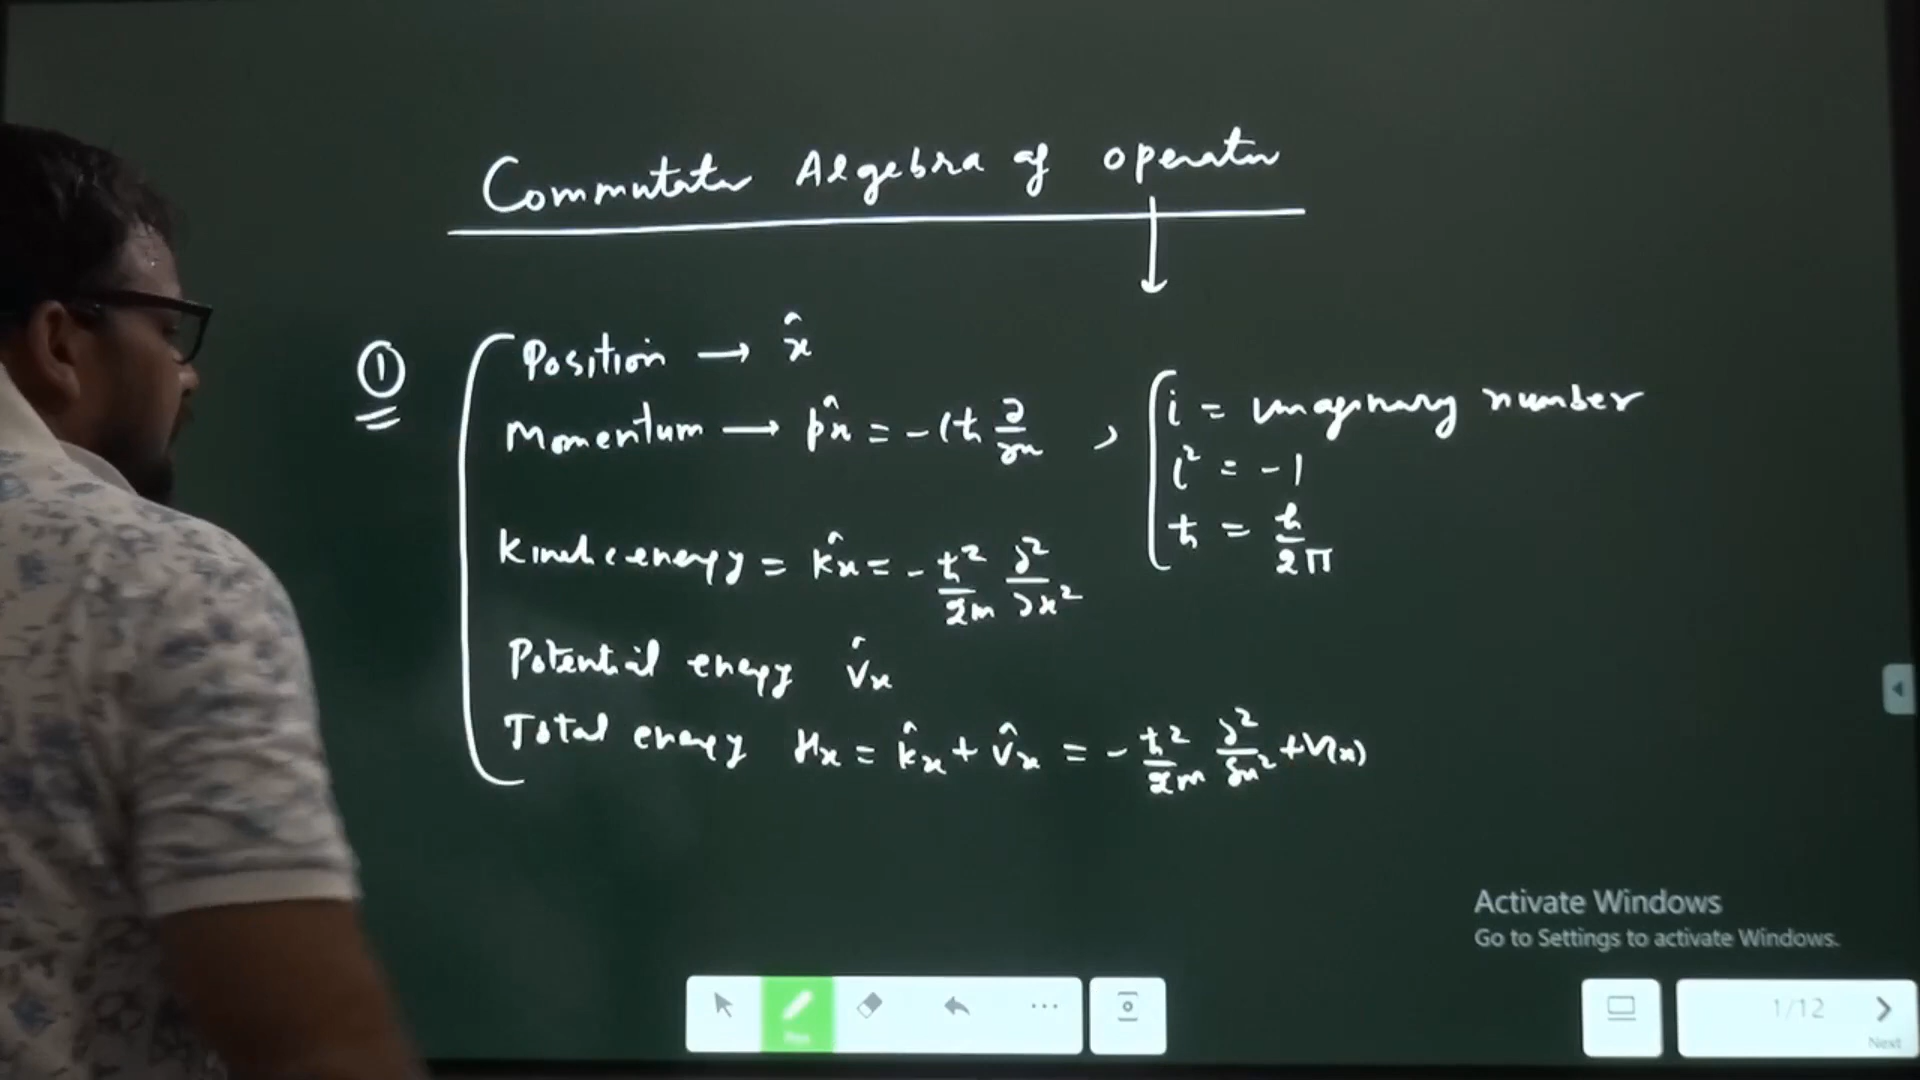 Commutator Algebra of operator
① Position → x̂
Momentum → p̂x = -iħ ∂/∂x , i = imaginary number
i² = -1
ħ = h/2π
Kinetic energy = k̂x = -ħ²/2m ∂²/∂x²
Potential energy v̂x
Total energy Hx = k̂x + v̂x = -ħ²/2m ∂²/∂x² + V(x)
Activate Windows
Go to Settings to activate Windows.
Pen
1/12
Next